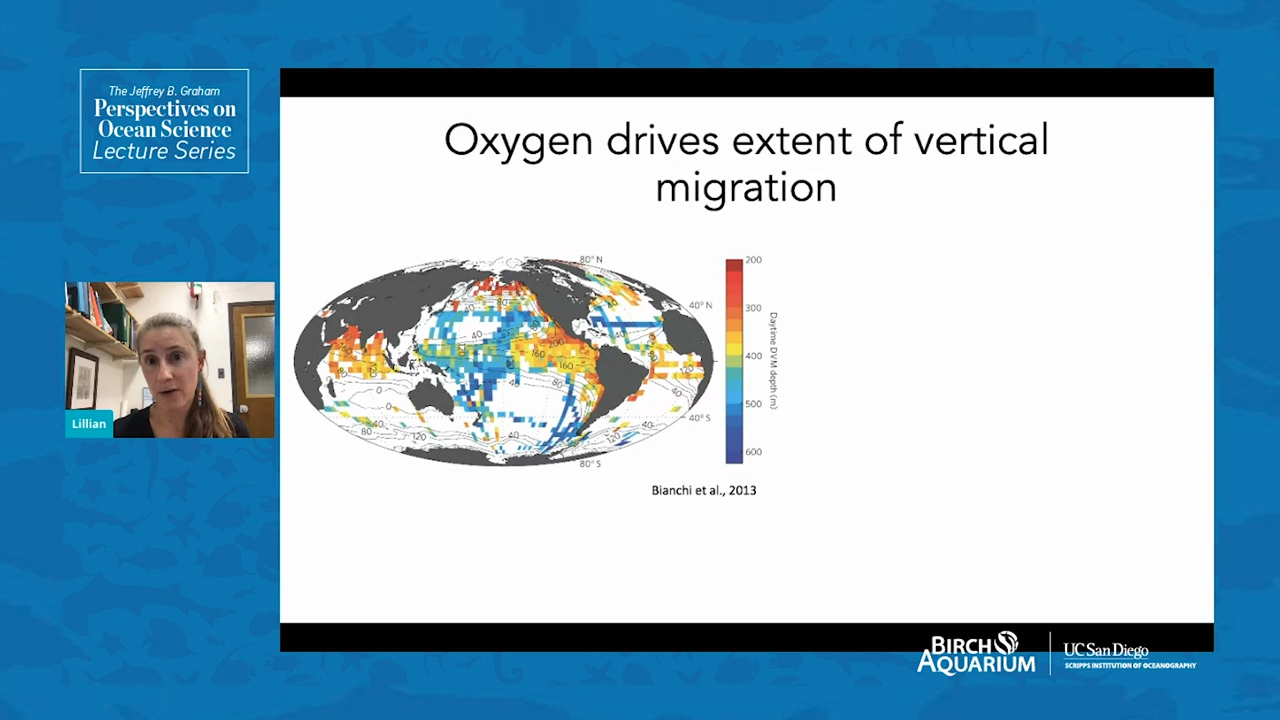 The Jeffrey B. Graham
Perspectives on
Ocean Science
Lecture Series
Oxygen drives extent of vertical
migration
80° N
40° N
40° S
80° S
200
300
400
500
600
Daytime DVM depth (m)
Bianchi et al., 2013
Lillian
BIRCH
AQUARIUM
UC San Diego
SCRIPPS INSTITUTION OF OCEANOGRAPHY